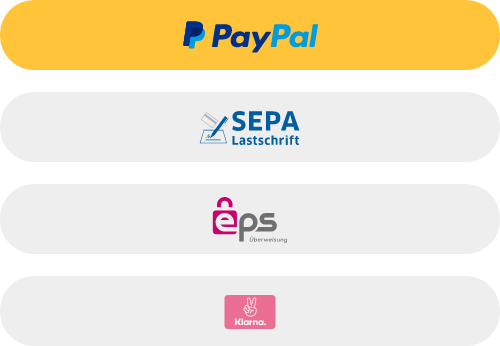 PayPal
SEPA
Lastschrift
eps
Überweisung
Klarna.